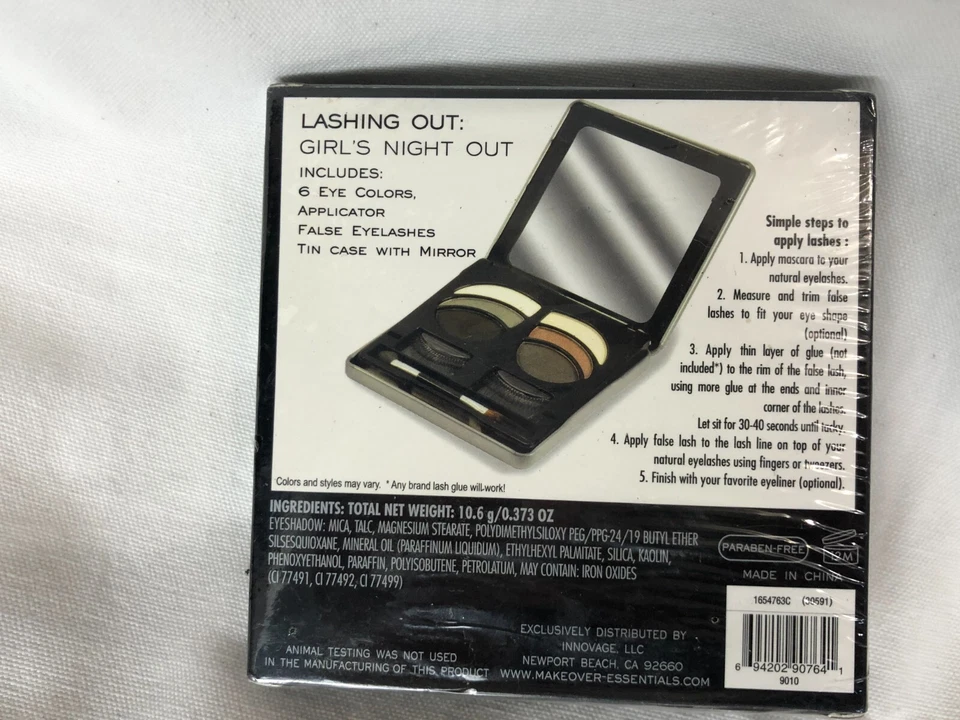 LASHING OUT:
GIRL'S NIGHT OUT
INCLUDES:
6 EYE COLORS,
APPLICATOR
FALSE EYELASHES
TIN CASE WITH MIRROR
Simple steps to
apply lashes :
1. Apply mascara to your
natural eyelashes.
2. Measure and trim false
lashes to fit your eye shape
(optional)
3. Apply thin layer of glue (not
included*) to the rim of the false lash,
using more glue at the ends and inner
corner of the lashes.
Let sit for 30-40 seconds until tacky.
4. Apply false lash to the lash line on top of your
natural eyelashes using fingers or tweezers.
5. Finish with your favorite eyeliner (optional).
Colors and styles may vary. * Any brand lash glue will work!
INGREDIENTS: TOTAL NET WEIGHT: 10.6 g/0.373 OZ
EYESHADOW: MICA, TALC, MAGNESIUM STEARATE, POLYDIMETHYLSILOXY PEG/PPG-24/19 BUTYL ETHER
SILSESQUIOXANE, MINERAL OIL (PARAFFINUM LIQUIDUM), ETHYLHEXYL PALMITATE, SILICA, KAOLIN,
PHENOXYETHANOL, PARAFFIN, POLYISOBUTENE, PETROLATUM, MAY CONTAIN: IRON OXIDES
(CI 77491, CI 77492, CI 77499)
PARABEN-FREE
12M
MADE IN CHINA
1654763C (30591)
6 94202 90764 1
9010
ANIMAL TESTING WAS NOT USED
IN THE MANUFACTURING OF THIS PRODUCT
EXCLUSIVELY DISTRIBUTED BY
INNOVAGE, LLC
NEWPORT BEACH, CA 92660
WWW.MAKEOVER-ESSENTIALS.COM